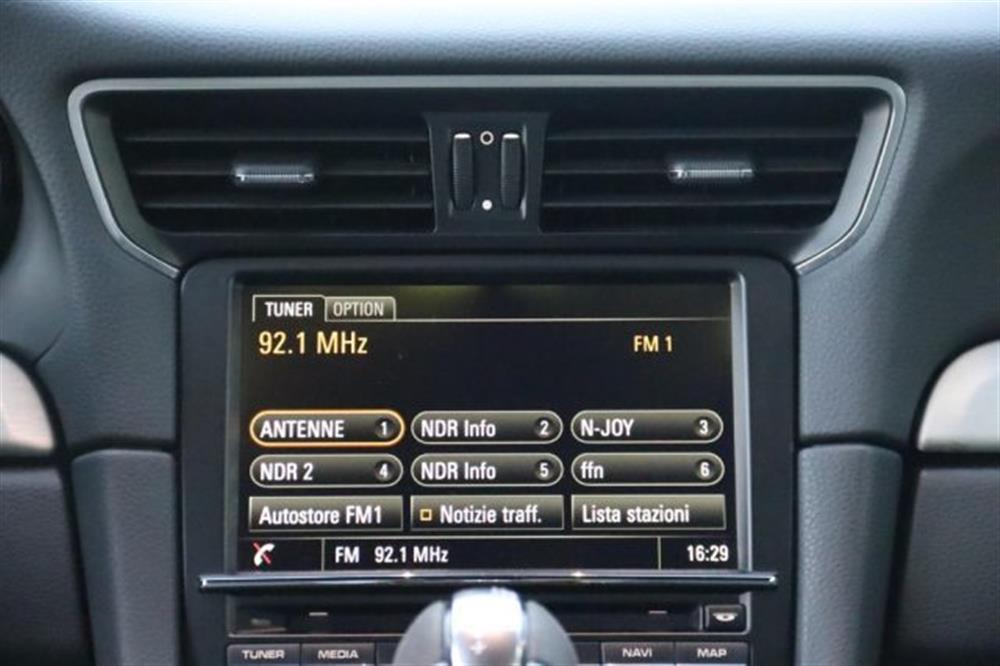 TUNER OPTION
92.1 MHz FM 1
ANTENNE 1 NDR Info 2 N-JOY 3
NDR 2 4 NDR Info 5 ffn 6
Autostore FM1 Notizie traff. Lista stazioni
FM 92.1 MHz 16:29
TUNER MEDIA NAVI MAP